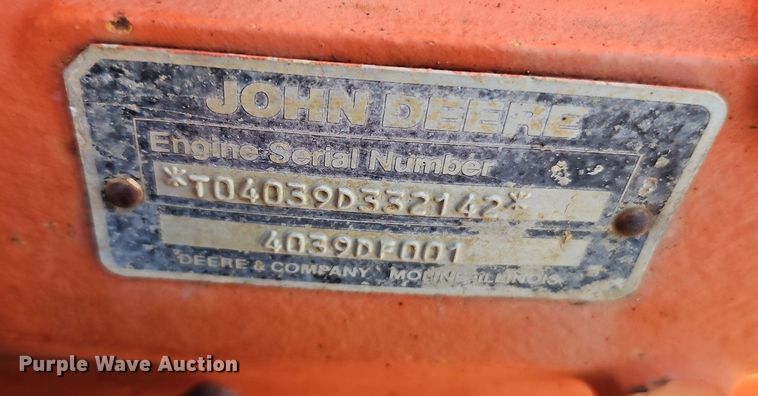 JOHN DEERE
Engine Serial Number
*T04039D332142*
4039DF001
DEERE & COMPANY MOLINE, ILLINOIS
Purple Wave Auction